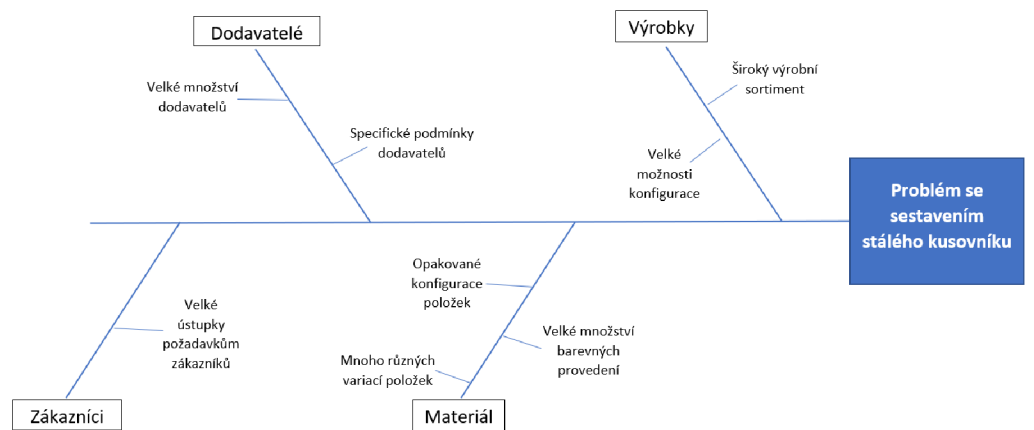 Dodavatelé
Výrobky
Velké množství
dodavatelů
Široký výrobní
sortiment
Specifické podmínky
dodavatelů
Velké
možnosti
konfigurace
Problém se
sestavením
stálého kusovníku
Opakované
konfigurace
položek
Velké
ústupky
požadavkům
zákazníků
Velké množství
barevných
provedení
Mnoho různých
variací položek
Zákazníci
Materiál